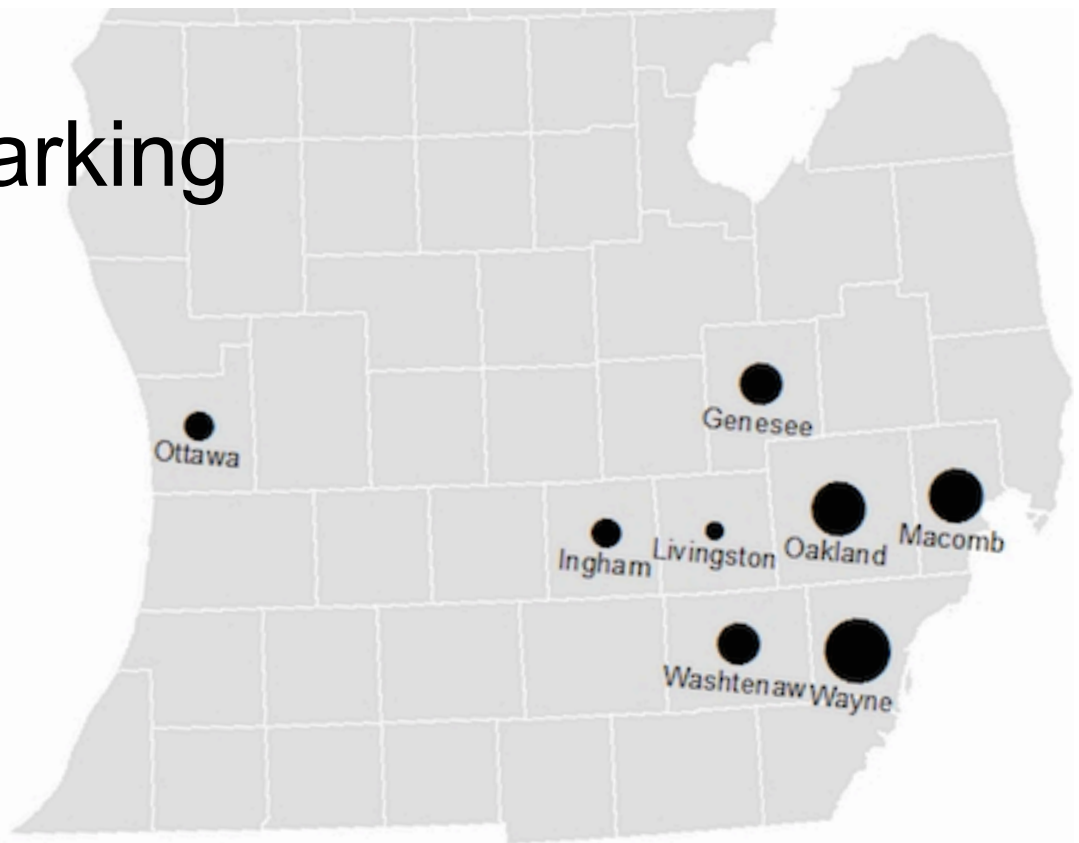 arking
Genesee
Ottawa
Macomb
Oakland
Livingston
Ingham
Washtenaw
Wayne